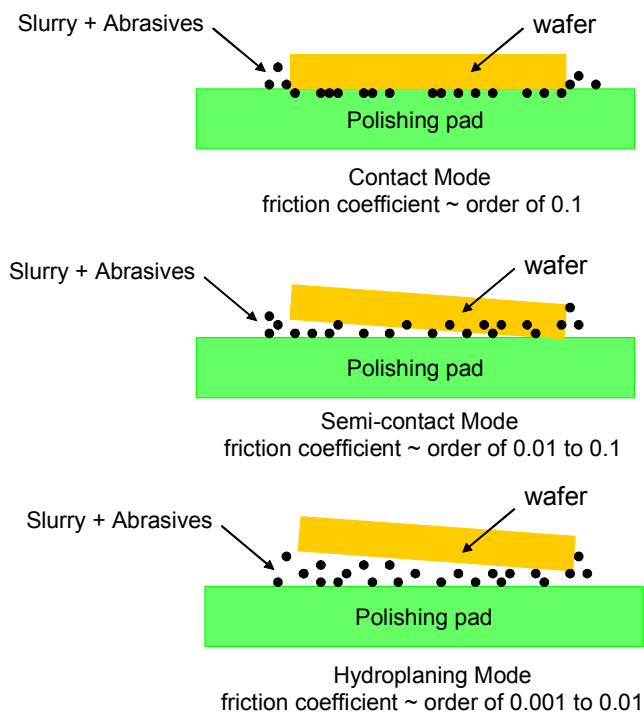 Slurry + Abrasives
wafer
Polishing pad
Contact Mode
friction coefficient ~ order of 0.1
Slurry + Abrasives
wafer
Polishing pad
Semi-contact Mode
friction coefficient ~ order of 0.01 to 0.1
Slurry + Abrasives
wafer
Polishing pad
Hydroplaning Mode
friction coefficient ~ order of 0.001 to 0.01